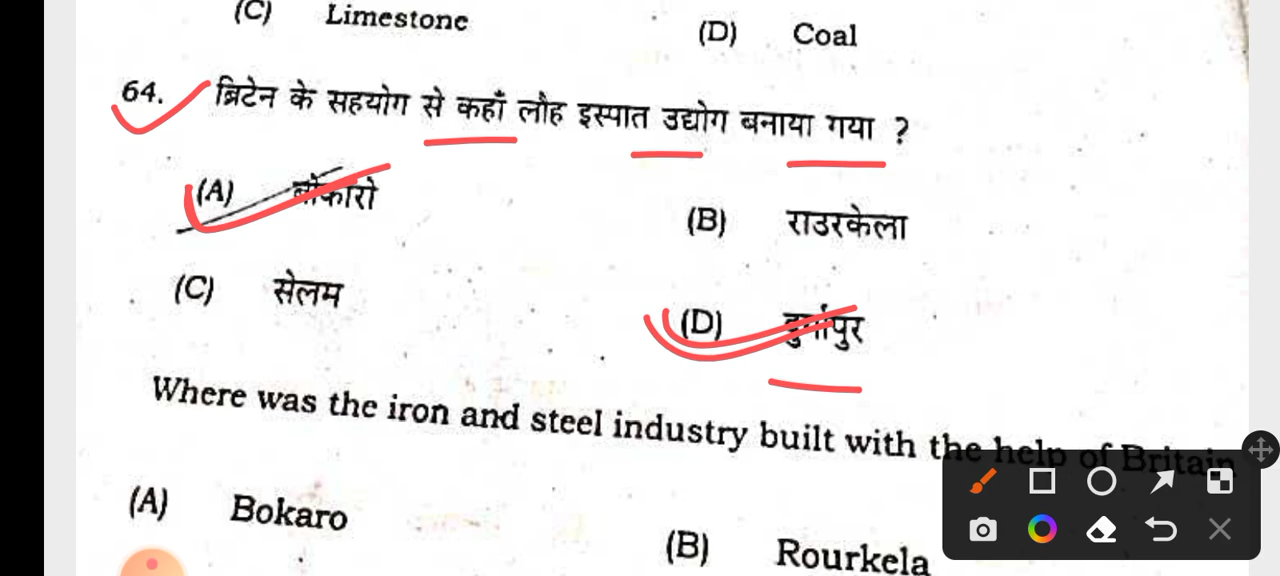 (C) Limestone (D) Coal
64. ब्रिटेन के सहयोग से कहाँ लौह इस्पात उद्योग बनाया गया ?
(A) बोकारो (B) राउरकेला
(C) सेलम (D) दुर्गापुर
Where was the iron and steel industry built with the help of Britain
(A) Bokaro (B) Rourkela